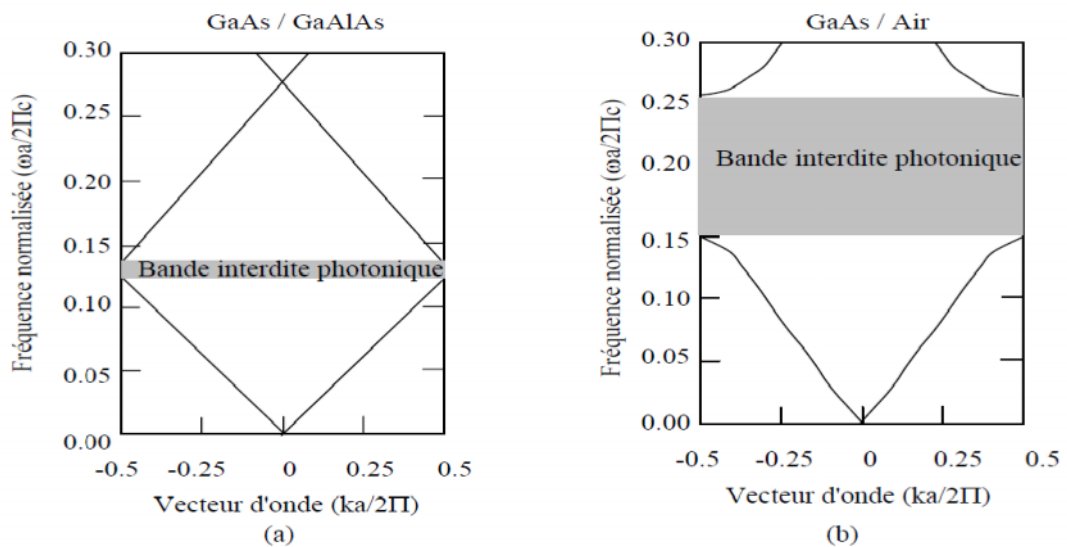 GaAs / GaAlAs
0.30
0.25
0.20
0.15
0.10
0.05
0.00
Fréquence normalisée (ωa/2Πc)
Bande interdite photonique
-0.5 -0.25 0 0.25 0.5
Vecteur d'onde (ka/2Π)
(a)
GaAs / Air
0.30
0.25
0.20
0.15
0.10
0.05
0.00
Fréquence normalisée (ωa/2Πc)
Bande interdite photonique
-0.5 -0.25 0 0.25 0.5
Vecteur d'onde (ka/2Π)
(b)